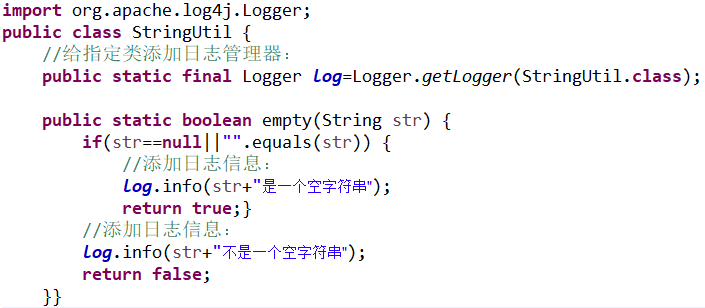 import org.apache.log4j.Logger;
public class StringUtil {
//给指定类添加日志管理器：
public static final Logger log=Logger.getLogger(StringUtil.class);
public static boolean empty(String str) {
if(str==null||"".equals(str)) {
//添加日志信息：
log.info(str+"是一个空字符串");
return true;}
//添加日志信息：
log.info(str+"不是一个空字符串");
return false;
}}